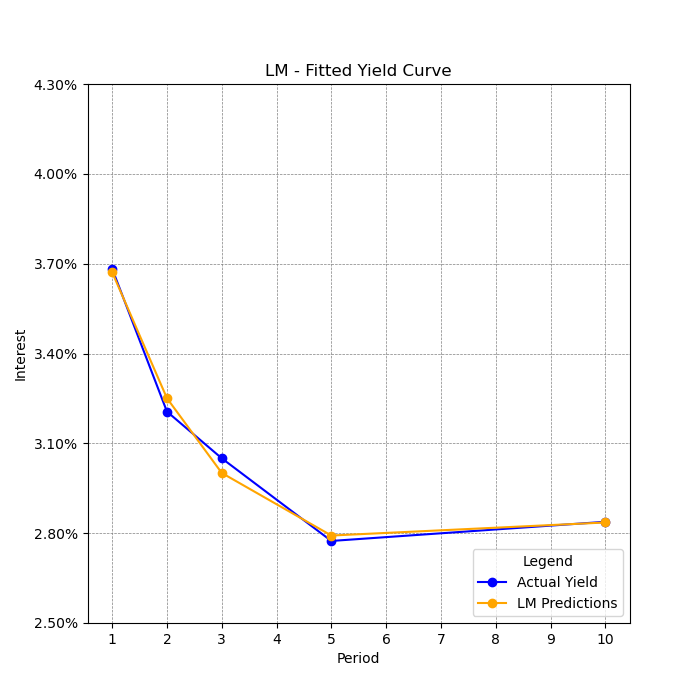 LM - Fitted Yield Curve
4.30%
4.00%
3.70%
3.40%
3.10%
2.80%
2.50%
Interest
1 2 3 4 5 6 7 8 9 10
Period
Legend
Actual Yield
LM Predictions